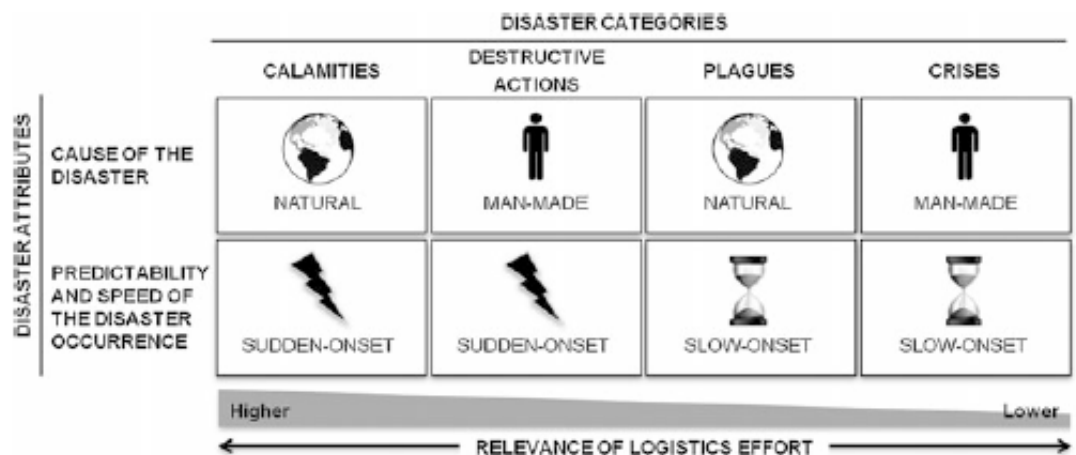 DISASTER CATEGORIES
CALAMITIES
DESTRUCTIVE
ACTIONS
PLAGUES
CRISES
DISASTER ATTRIBUTES
CAUSE OF THE
DISASTER
NATURAL
MAN-MADE
NATURAL
MAN-MADE
PREDICTABILITY
AND SPEED OF
THE DISASTER
OCCURRENCE
SUDDEN-ONSET
SUDDEN-ONSET
SLOW-ONSET
SLOW-ONSET
Higher
Lower
RELEVANCE OF LOGISTICS EFFORT